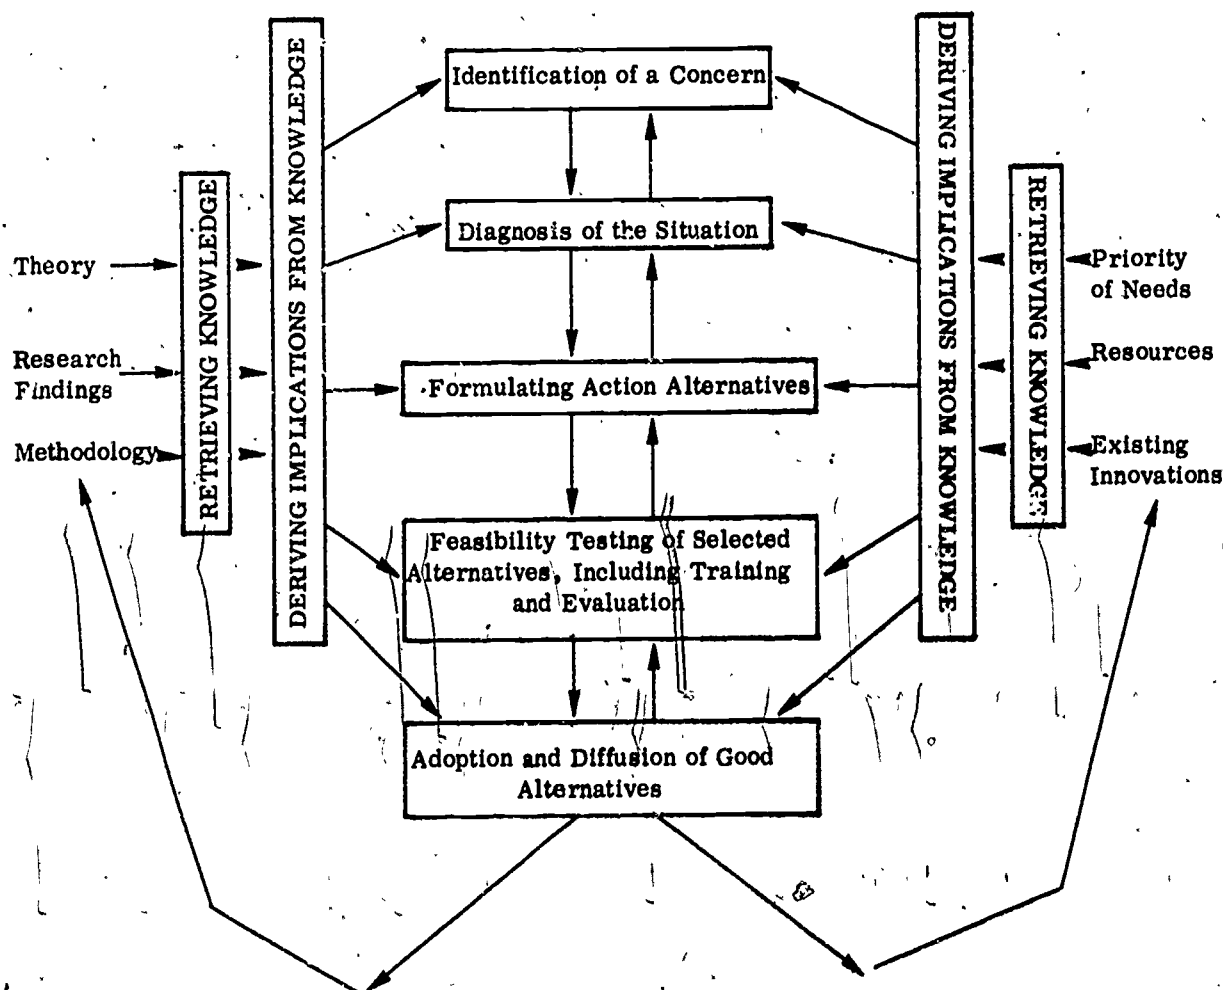 Theory
Research
Findings
Methodology
RETRIEVING KNOWLEDGE
DERIVING IMPLICATIONS FROM KNOWLEDGE
Identification of a Concern
Diagnosis of the Situation
Formulating Action Alternatives
Feasibility Testing of Selected
Alternatives, Including Training
and Evaluation
Adoption and Diffusion of Good
Alternatives
DERIVING IMPLICATIONS FROM KNOWLEDGE
RETRIEVING KNOWLEDGE
Priority
of Needs
Resources
Existing
Innovations